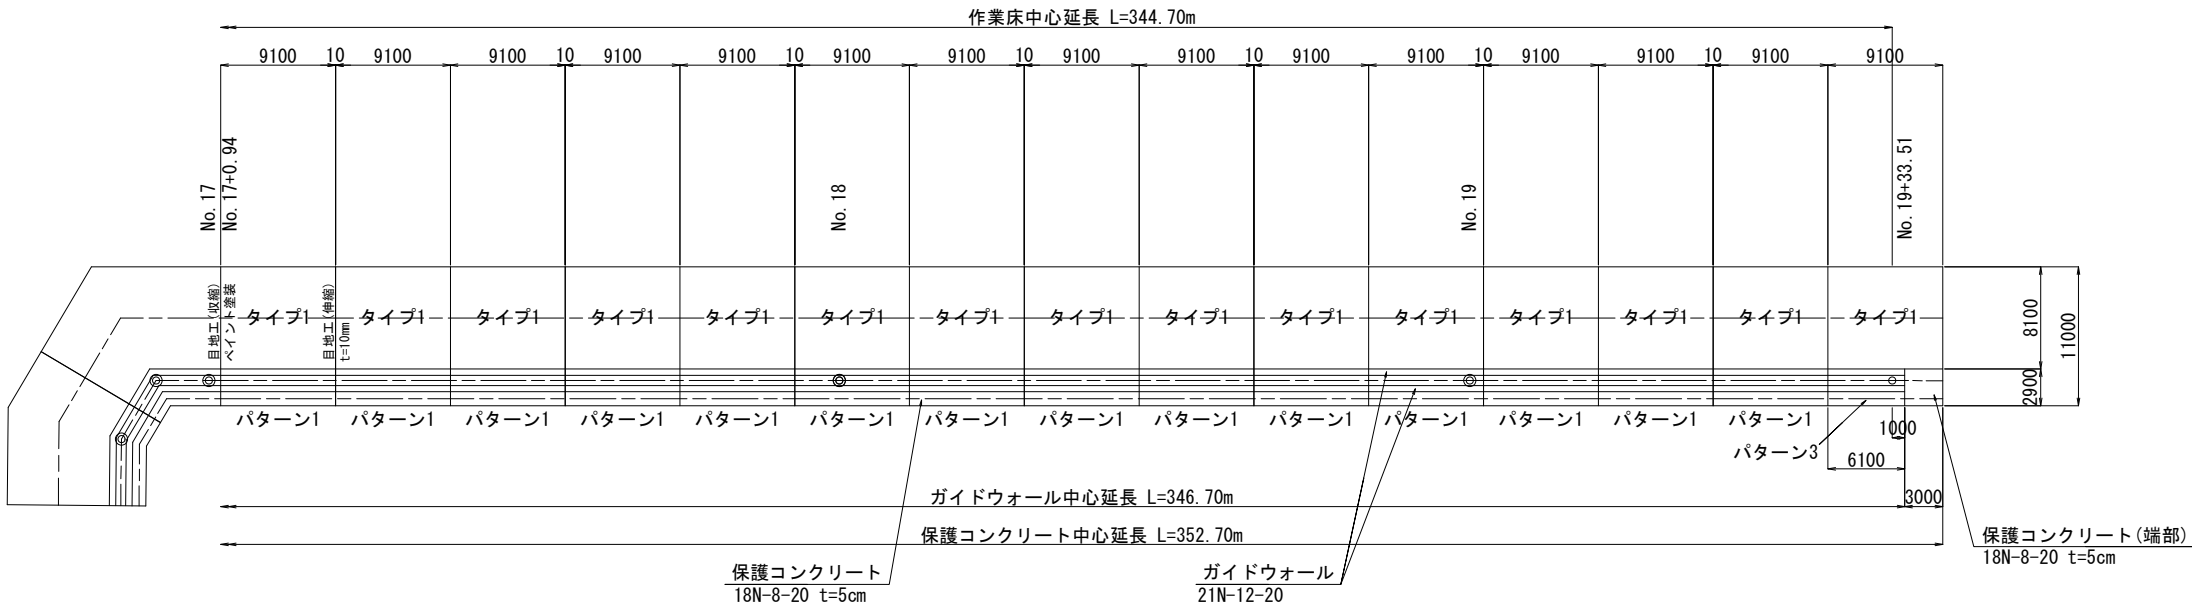 作業床中心延長 L=344.70m
9100 10 9100 9100 10 9100 9100 10 9100 9100 10 9100 9100 10 9100 9100 10 9100 9100 10 9100 9100
No.17
No.17+0.94
No.18
No.19
No.19+33.51
目地工(収縮)
ペイント塗装
目地工(伸縮)
t=10mm
タイプ1 タイプ1 タイプ1 タイプ1 タイプ1 タイプ1 タイプ1 タイプ1 タイプ1 タイプ1 タイプ1 タイプ1 タイプ1 タイプ1 タイプ1
8100
11000
2900
パターン1 パターン1 パターン1 パターン1 パターン1 パターン1 パターン1 パターン1 パターン1 パターン1 パターン1 パターン1 パターン1 パターン1
1000
パターン3
6100
ガイドウォール中心延長 L=346.70m
3000
保護コンクリート中心延長 L=352.70m
保護コンクリート(端部)
18N-8-20 t=5cm
保護コンクリート
18N-8-20 t=5cm
ガイドウォール
21N-12-20